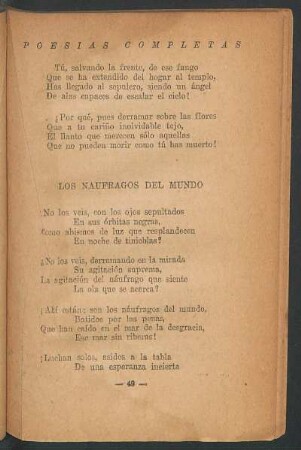 POESIAS COMPLETAS
Tú, salvando la frente, de ese fango
Que se ha extendido del hogar al templo,
Has llegado al sepulcro, siendo un ángel
De alas capaces de escalar el cielo!
¡Por qué, pues derramar sobre las flores
Que a tu cariño inolvidable tejo,
El llanto que merecen sólo aquellas
Que no pueden morir como tú has muerto!
LOS NAUFRAGOS DEL MUNDO
¿No los veis, con los ojos sepultados
En sus órbitas negras,
Como abismos de luz que resplandecen
En noche de tinieblas?
¿No los veis, derramando en la mirada
Su agitación suprema,
La agitación del náufrago que siente
La ola que se acerca?
¡Ahí están: son los náufragos del mundo,
Batidos por las penas,
Que han caído en el mar de la desgracia,
Ese mar sin riberas!
¡Luchan solos, asidos a la tabla
De una esperanza incierta
— 49 —